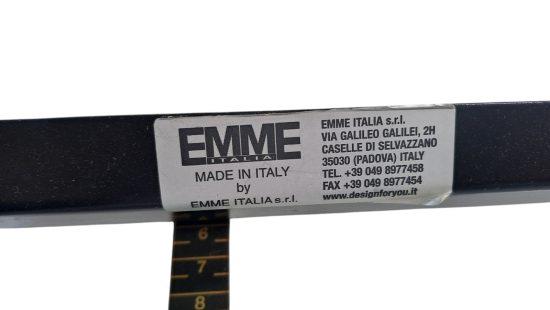 EMME
ITALIA
MADE IN ITALY
by
EMME ITALIA s.r.l.
EMME ITALIA s.r.l.
VIA GALILEO GALILEI, 2H
CASELLE DI SELVAZZANO
35030 (PADOVA) ITALY
TEL. +39 049 8977458
FAX +39 049 8977454
www.designforyou.it
6
7
8